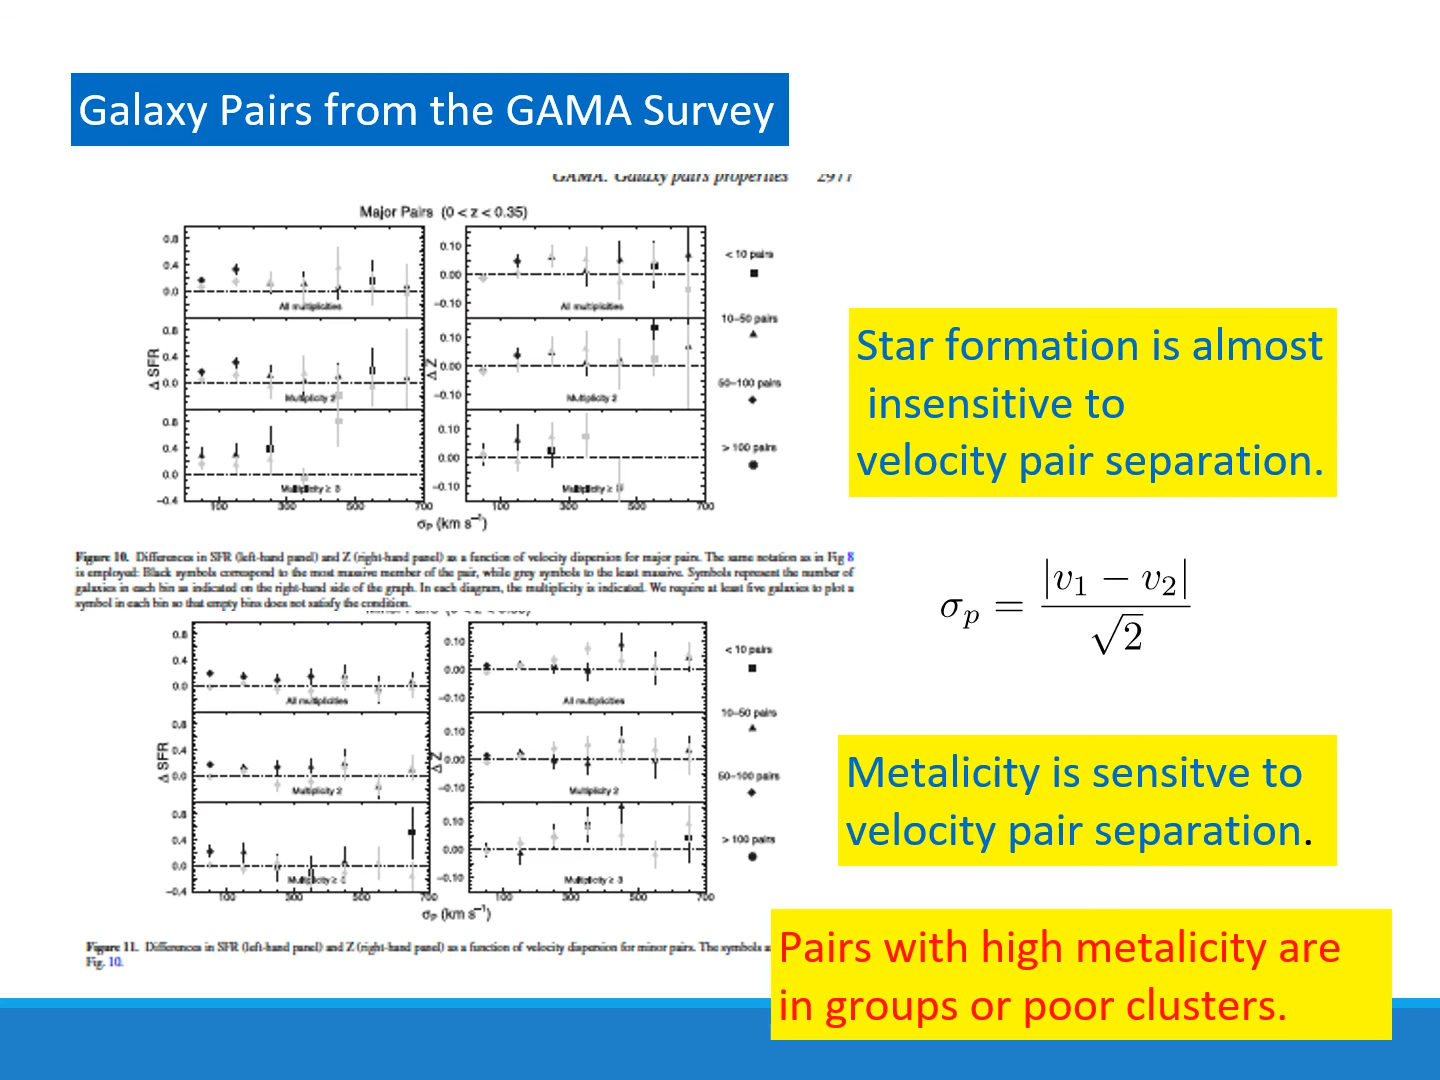 Galaxy Pairs from the GAMA Survey
GAMA: Galaxy pairs properties 2977
Major Pairs (0 < z < 0.35)
0.8
0.4
0.0
All multiplicities
0.8
0.4
0.0
Multiplicity 2
0.8
0.4
0.0
−0.4
Δ SFR
0.10
0.00
−0.10
All multiplicities
0.10
0.00
−0.10
Multiplicity 2
0.10
0.00
−0.10
Δ Z
100 300 500 700
100 300 500 700
σP (km s−1)
< 10 pairs
10−50 pairs
50−100 pairs
> 100 pairs
Figure 10. Differences in SFR (left-hand panel) and Z (right-hand panel) as a function of velocity dispersion for major pairs. The same notation as in Fig 8
is employed: Black symbols correspond to the most massive member of the pair, while grey symbols to the least massive. Symbols represent the number of
galaxies in each bin as indicated on the right-hand side of the graph. In each diagram, the multiplicity is indicated. We require at least five galaxies to plot a
symbol in each bin so that empty bins does not satisfy the condition.
0.8
0.4
0.0
All multiplicities
0.8
0.4
0.0
Multiplicity 2
0.8
0.4
0.0
−0.4
Δ SFR
0.10
0.00
−0.10
All multiplicities
0.10
0.00
−0.10
Multiplicity 2
0.10
0.00
−0.10
Multiplicity ≥ 3
Δ Z
100 300 500 700
100 300 500 700
σP (km s−1)
< 10 pairs
10−50 pairs
50−100 pairs
> 100 pairs
Figure 11. Differences in SFR (left-hand panel) and Z (right-hand panel) as a function of velocity dispersion for minor pairs. The symbols
Fig. 10.
Star formation is almost
insensitive to
velocity pair separation.
σp = |v1 − v2| / √2
Metalicity is sensitve to
velocity pair separation.
Pairs with high metalicity are
in groups or poor clusters.